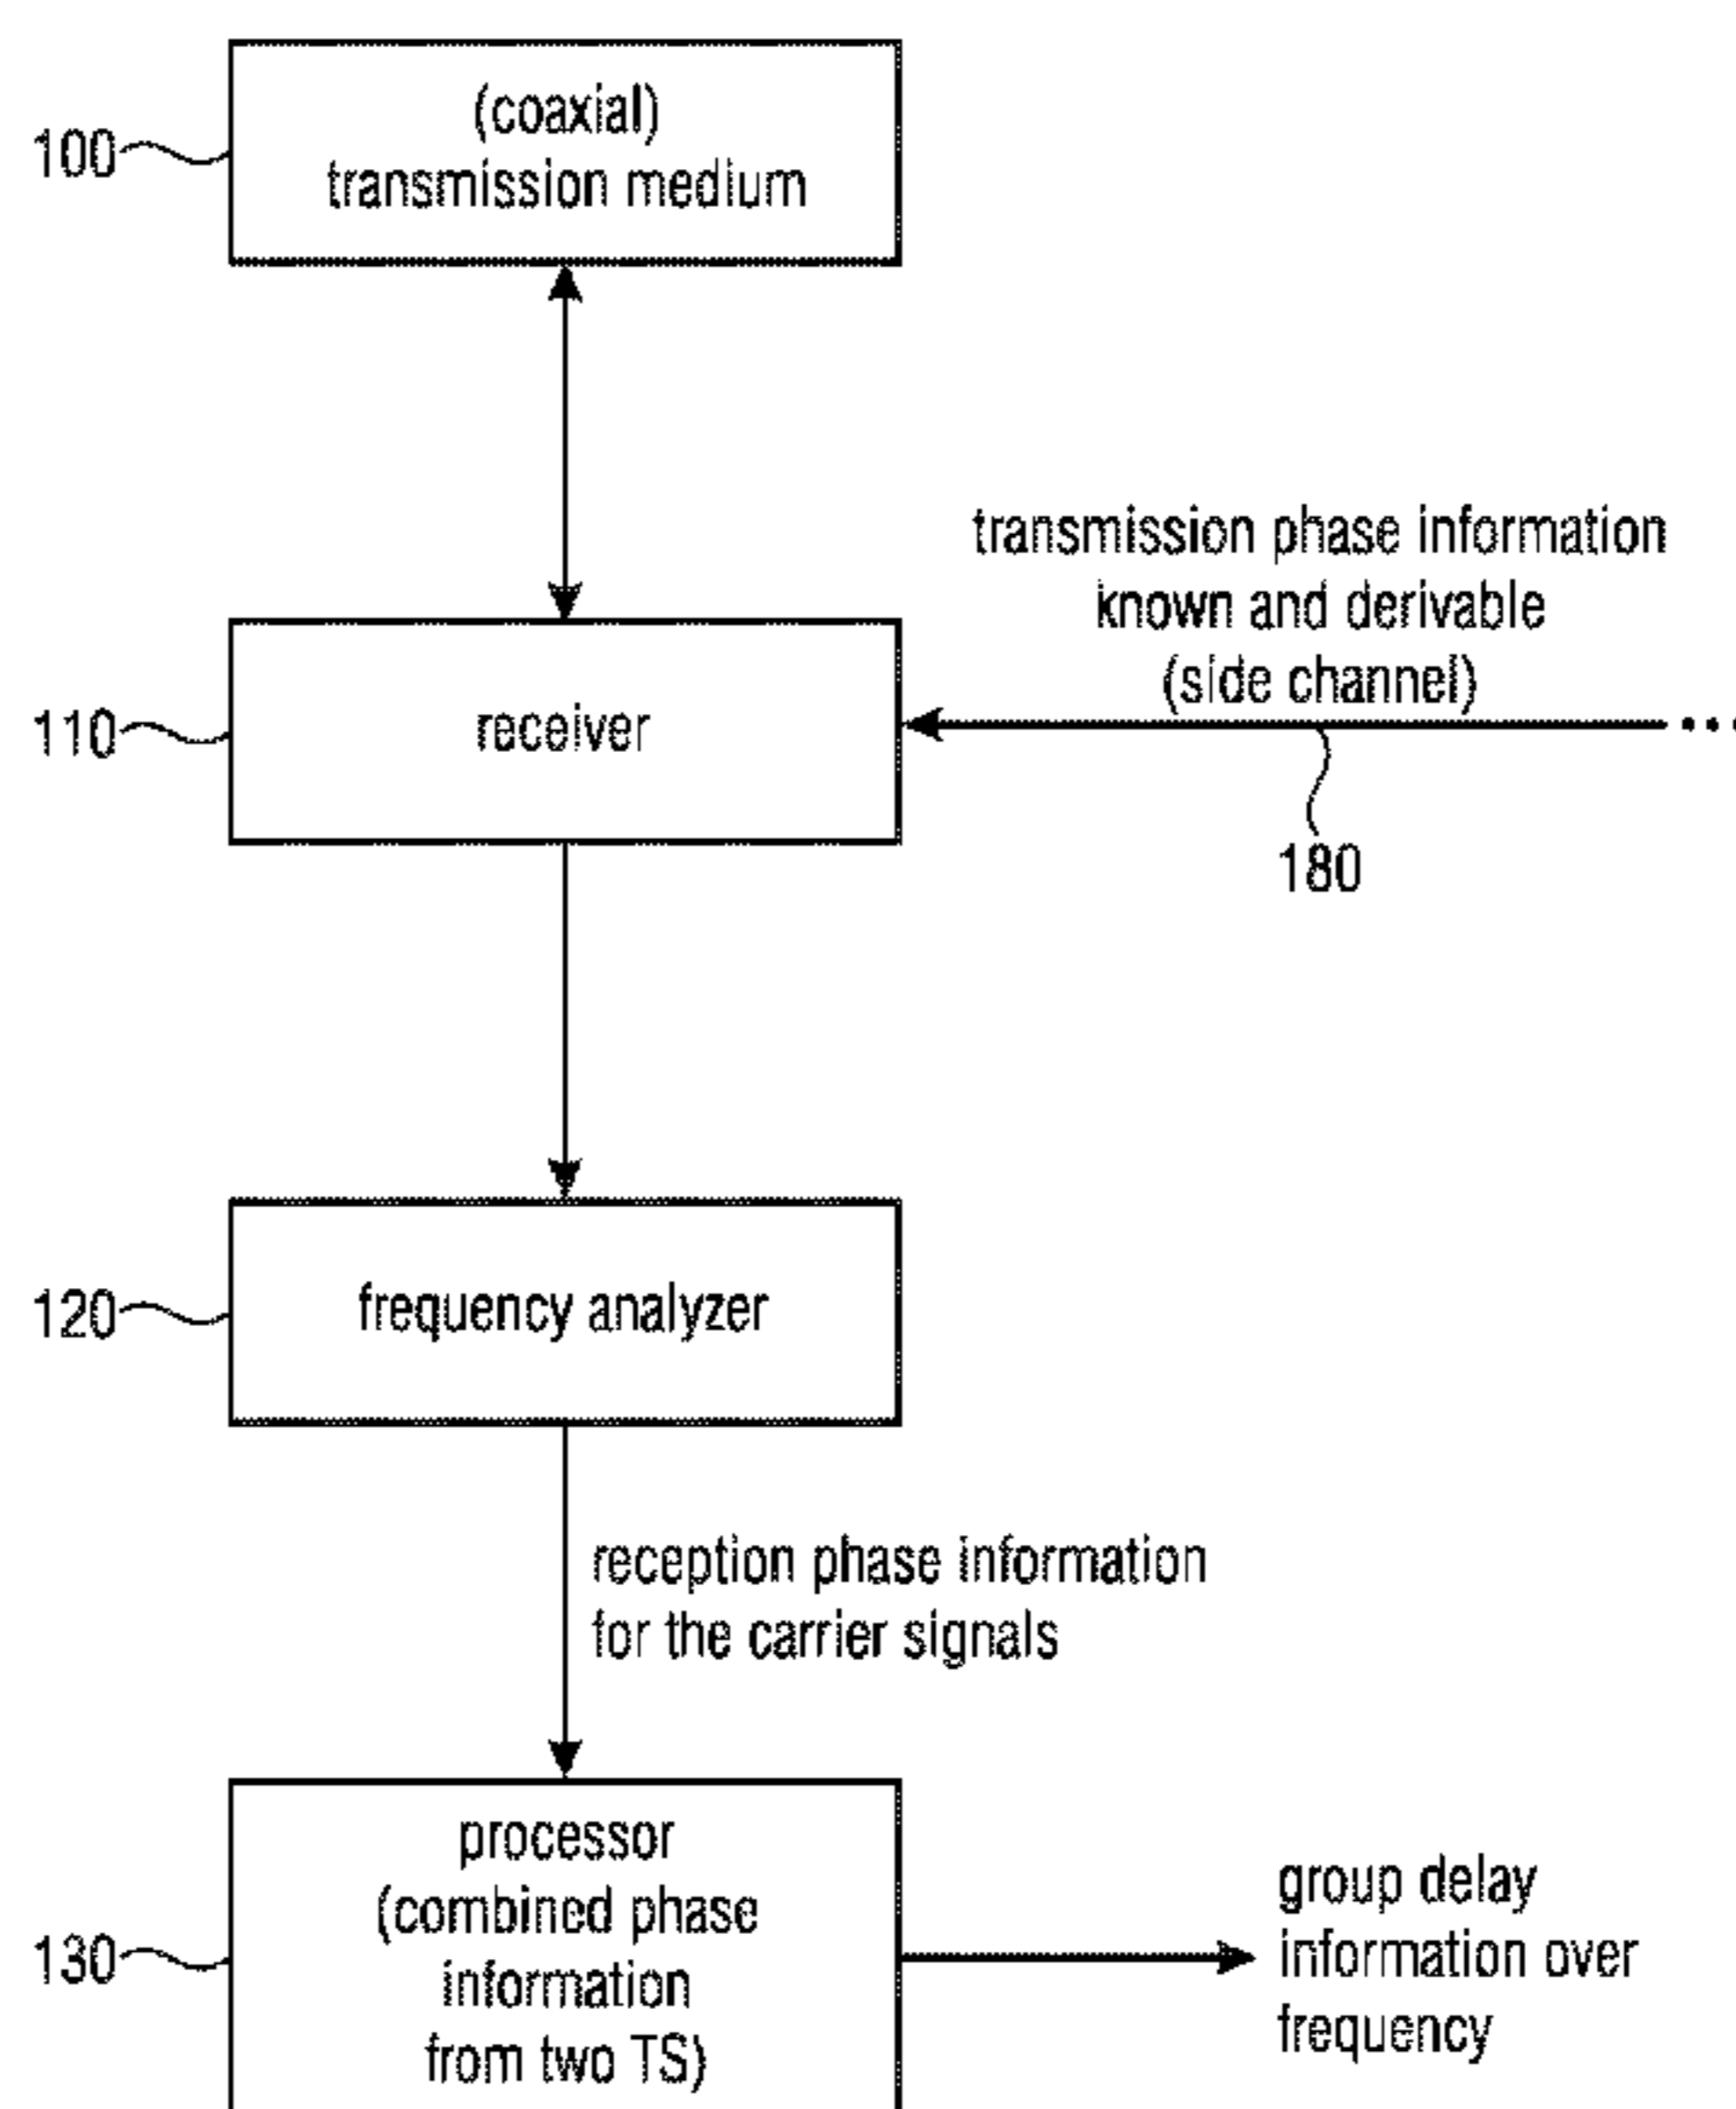 (coaxial)
transmission medium
100
transmission phase information
known and derivable
(side channel)
receiver
110
180
frequency analyzer
120
reception phase information
for the carrier signals
processor
(combined phase
information
from two TS)
130
group delay
information over
frequency